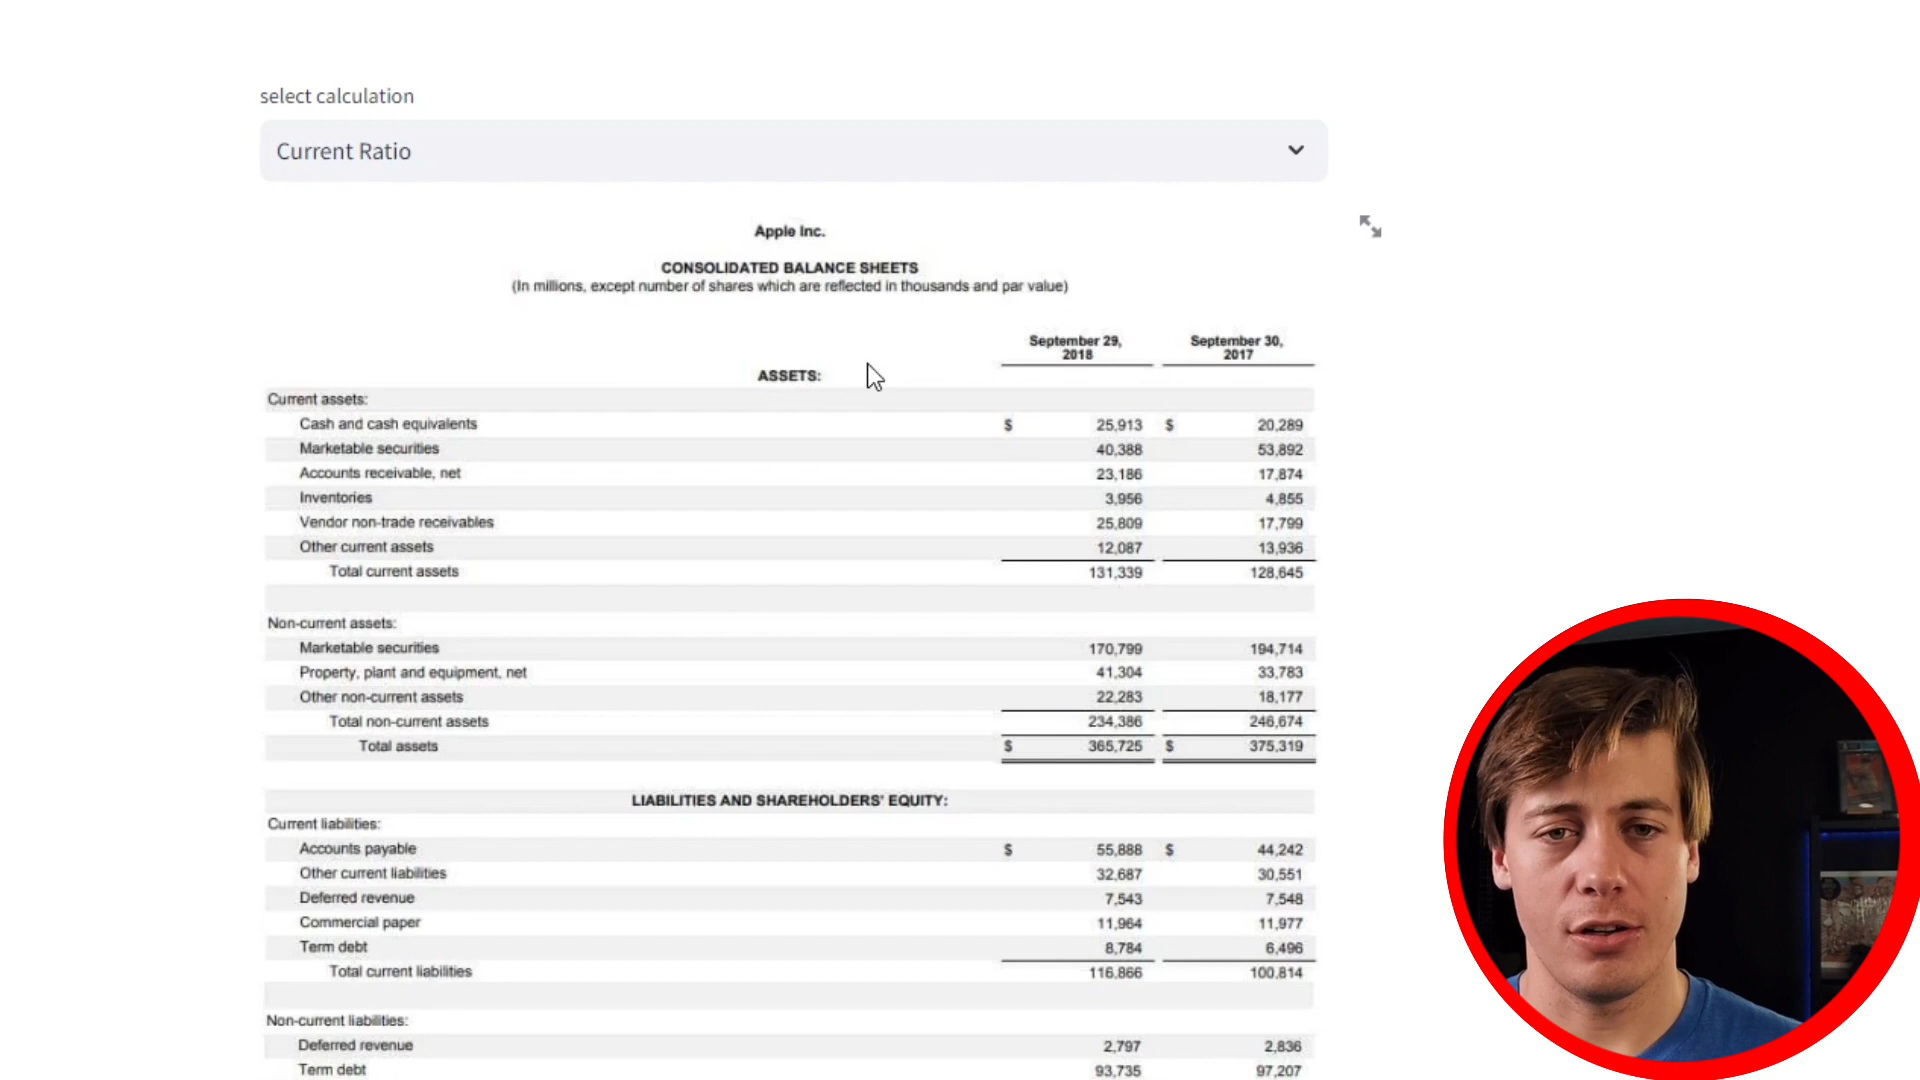 select calculation
Current Ratio
Apple Inc.
CONSOLIDATED BALANCE SHEETS
(In millions, except number of shares which are reflected in thousands and par value)
September 29, September 30,
2018 2017
ASSETS:
Current assets:
Cash and cash equivalents $ 25,913 $ 20,289
Marketable securities 40,388 53,892
Accounts receivable, net 23,186 17,874
Inventories 3,956 4,855
Vendor non-trade receivables 25,809 17,799
Other current assets 12,087 13,936
Total current assets 131,339 128,645
Non-current assets:
Marketable securities 170,799 194,714
Property, plant and equipment, net 41,304 33,783
Other non-current assets 22,283 18,177
Total non-current assets 234,386 246,674
Total assets $ 365,725 $ 375,319
LIABILITIES AND SHAREHOLDERS' EQUITY:
Current liabilities:
Accounts payable $ 55,888 $ 44,242
Other current liabilities 32,687 30,551
Deferred revenue 7,543 7,548
Commercial paper 11,964 11,977
Term debt 8,784 6,496
Total current liabilities 116,866 100,814
Non-current liabilities:
Deferred revenue 2,797 2,836
Term debt 93,735 97,207